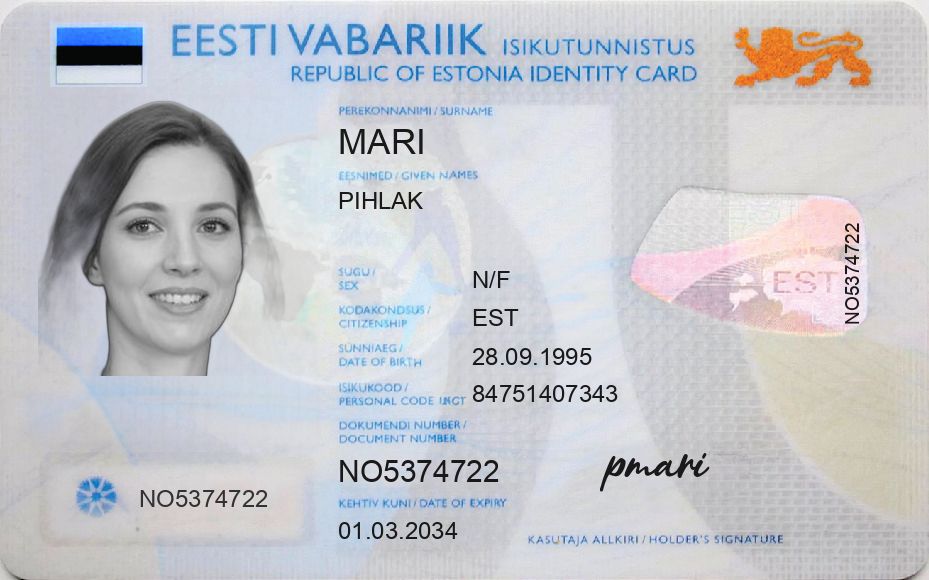 EESTI VABARIIK ISIKUTUNNISTUS
REPUBLIC OF ESTONIA IDENTITY CARD
PEREKONNANIMI / SURNAME
MARI
EESNIMED / GIVEN NAMES
PIHLAK
SUGU /
SEX
N/F
KODAKONDSUS /
CITIZENSHIP
EST
SÜNNIAEG /
DATE OF BIRTH
28.09.1995
ISIKUKOOD /
PERSONAL CODE
84751407343
DOKUMENDI NUMBER /
DOCUMENT NUMBER
NO5374722
KEHTIV KUNI / DATE OF EXPIRY
01.03.2034
NO5374722
EST
NO5374722
pmari
KASUTAJA ALLKIRI / HOLDER'S SIGNATURE